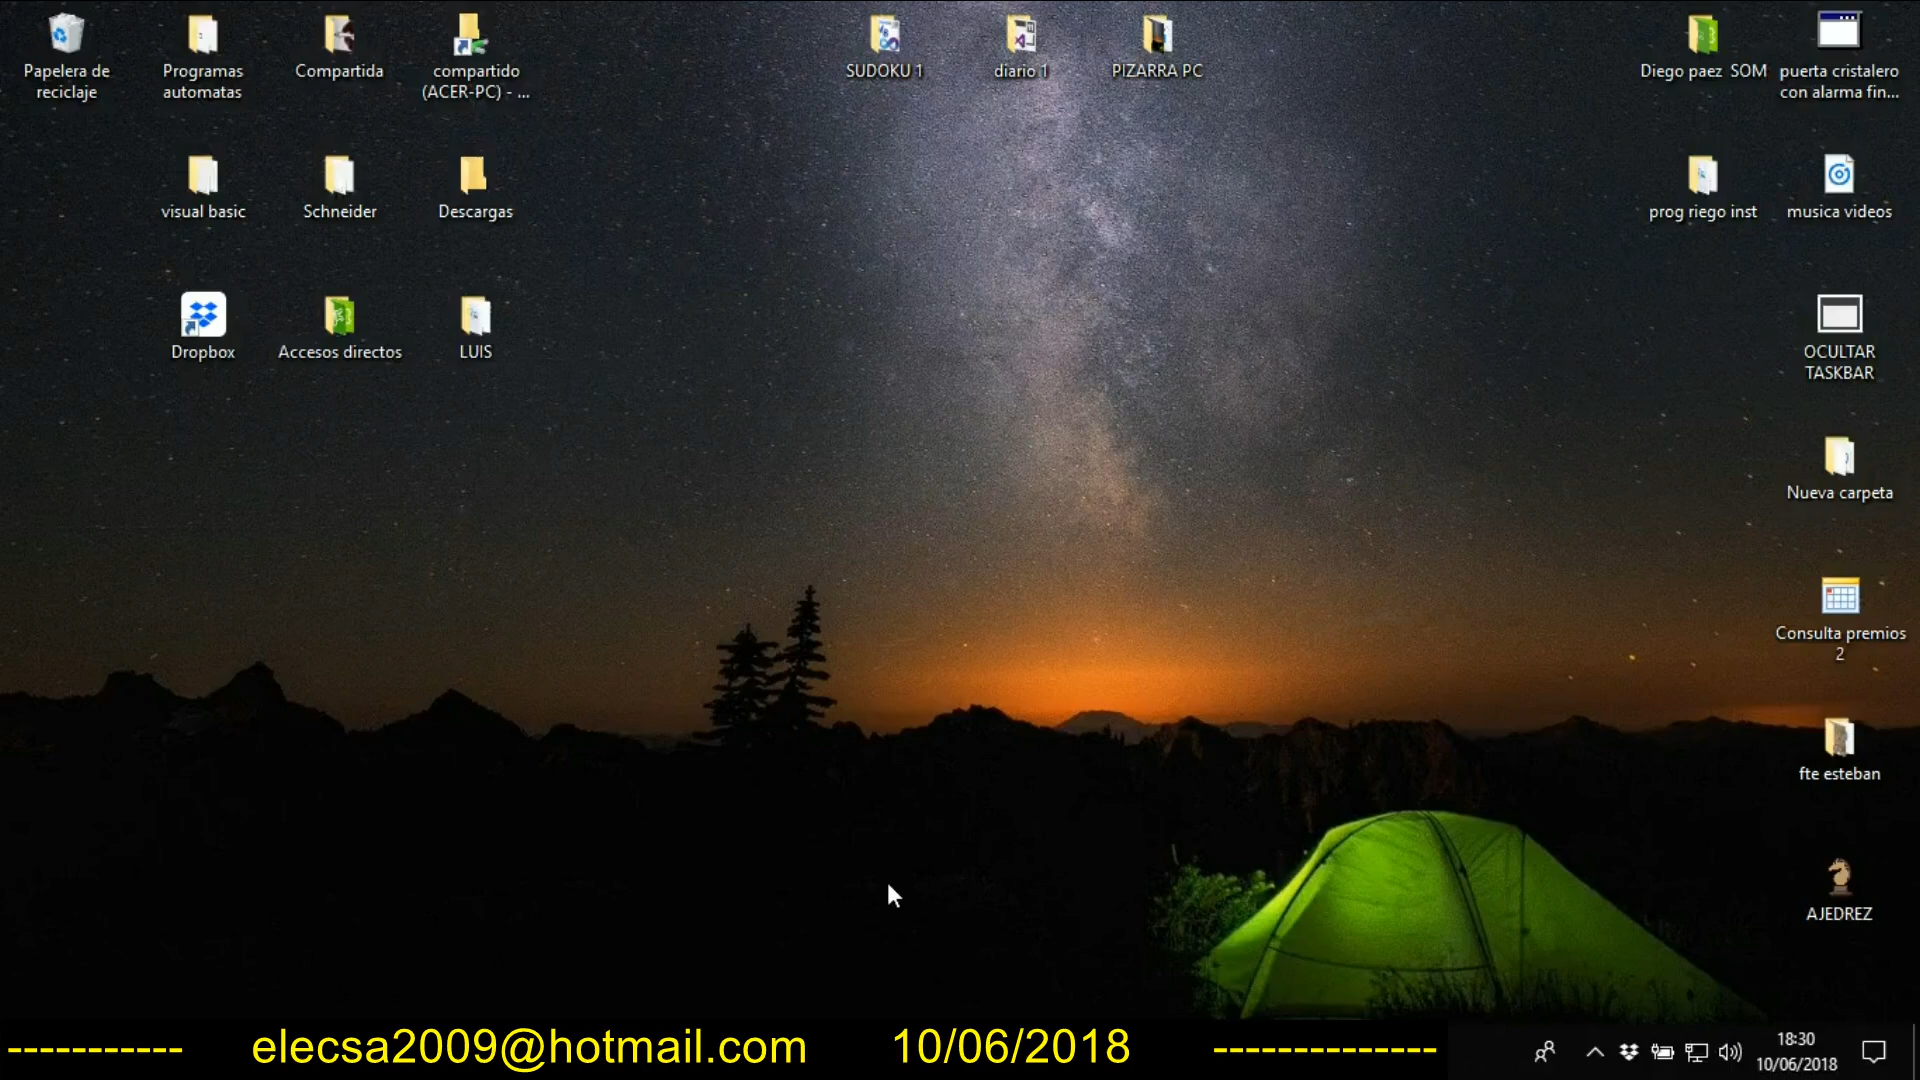 Papelera de
reciclaje
Programas
automatas
Compartida
compartido
(ACER-PC) - ...
SUDOKU 1
diario 1
PIZARRA PC
Diego paez SOM
puerta cristalero
con alarma fin...
visual basic
Schneider
Descargas
prog riego inst
musica videos
Dropbox
Accesos directos
LUIS
OCULTAR
TASKBAR
Nueva carpeta
Consulta premios
2
fte esteban
AJEDREZ
----------- elecsa2009@hotmail.com 10/06/2018 --------------
18:30
10/06/2018